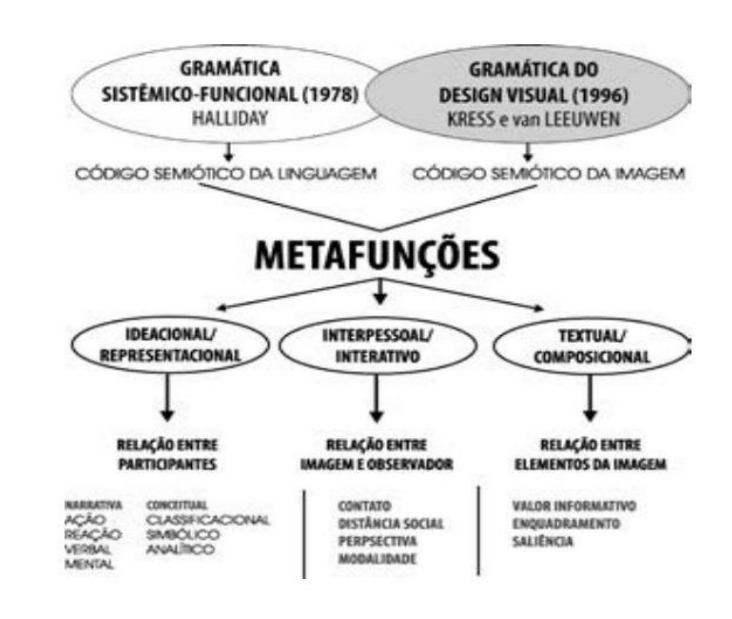 GRAMÁTICA
SISTÊMICO-FUNCIONAL (1978)
HALLIDAY
GRAMÁTICA DO
DESIGN VISUAL (1996)
KRESS e van LEEUWEN
CÓDIGO SEMIÓTICO DA LINGUAGEM
CÓDIGO SEMIÓTICO DA IMAGEM
METAFUNÇÕES
IDEACIONAL/
REPRESENTACIONAL
INTERPESSOAL/
INTERATIVO
TEXTUAL/
COMPOSICIONAL
RELAÇÃO ENTRE
PARTICIPANTES
RELAÇÃO ENTRE
IMAGEM E OBSERVADOR
RELAÇÃO ENTRE
ELEMENTOS DA IMAGEM
NARRATIVA
AÇÃO
REAÇÃO
VERBAL
MENTAL
CONCEITUAL
CLASSIFICACIONAL
SIMBÓLICO
ANALÍTICO
CONTATO
DISTÂNCIA SOCIAL
PERPSECTIVA
MODALIDADE
VALOR INFORMATIVO
ENQUADRAMENTO
SALIÊNCIA